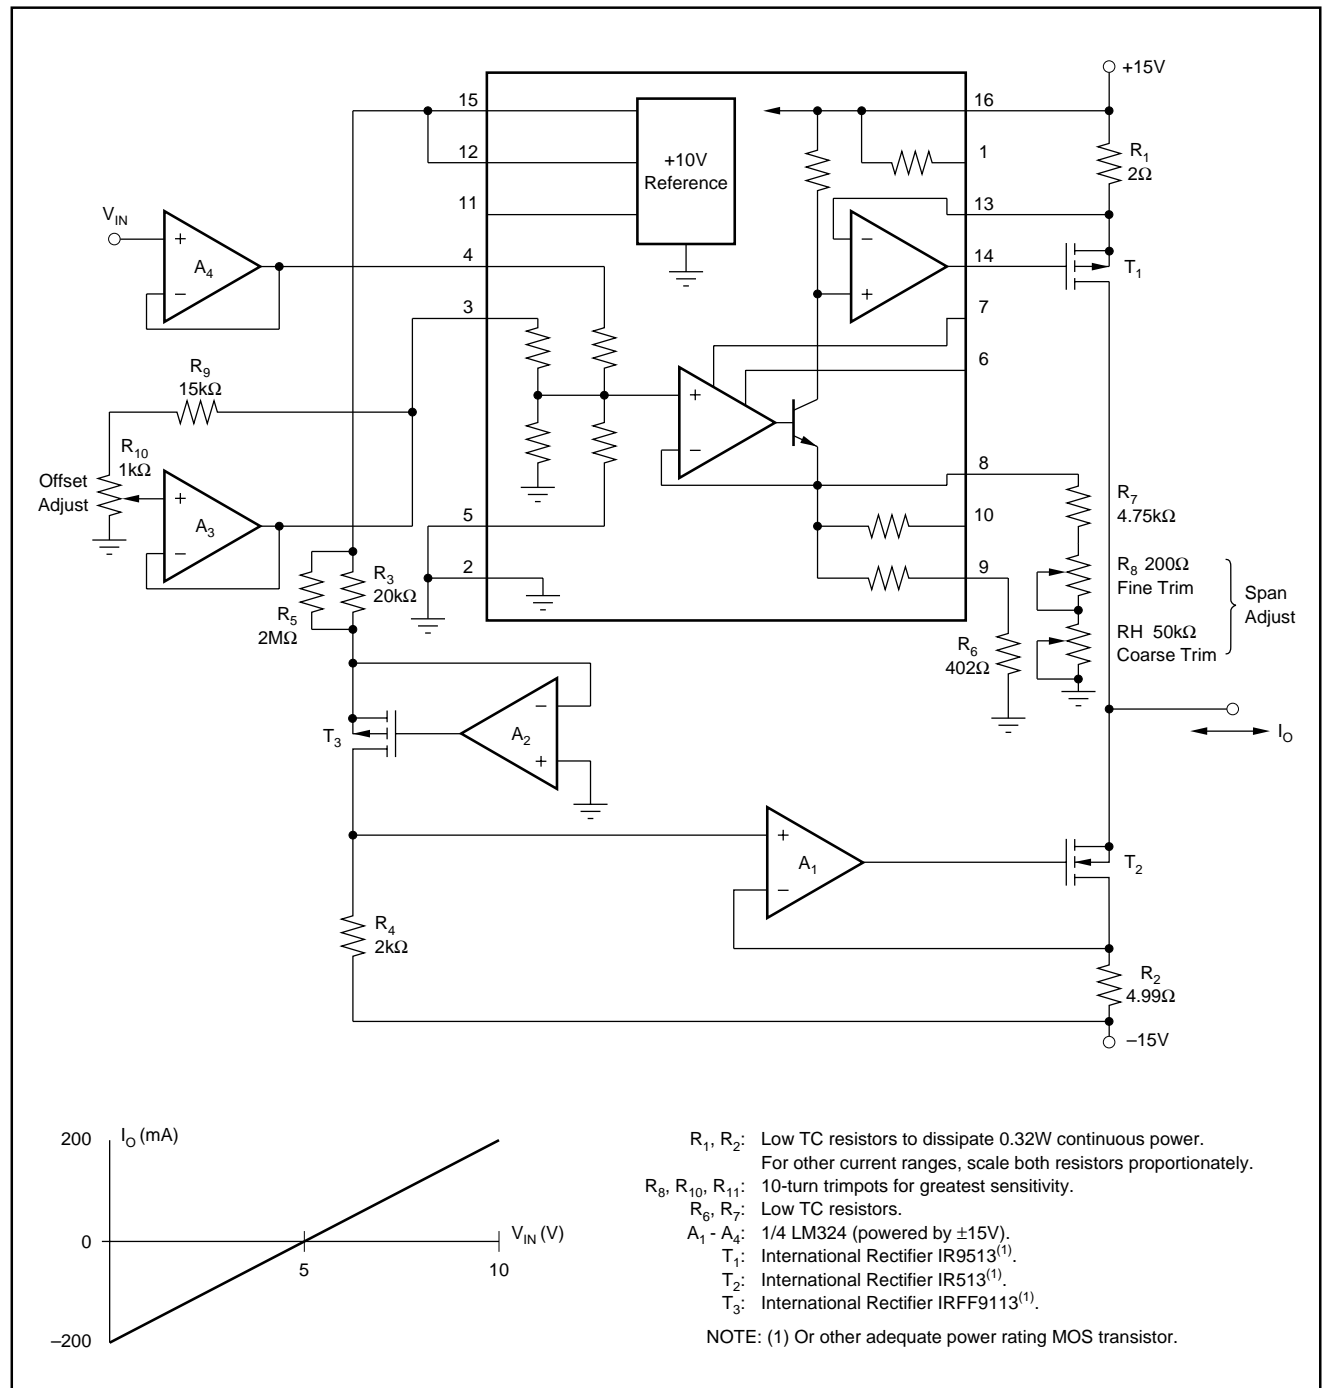 +15V
15
16
12
+10V
Reference
1
R1
2Ω
11
13
VIN
+
–
A4
4
–
+
14
T1
3
7
R9
15kΩ
6
+
–
R10
1kΩ
Offset
Adjust
+
–
A3
8
R7
4.75kΩ
5
10
R3
20kΩ
2
9
R8 200Ω
Fine Trim
Span
Adjust
R5
2MΩ
RH 50kΩ
Coarse Trim
R6
402Ω
–
+
A2
T3
IO
+
–
A1
T2
R4
2kΩ
R2
4.99Ω
–15V
200
IO (mA)
0
VIN (V)
5
10
–200
R1, R2: Low TC resistors to dissipate 0.32W continuous power.
For other current ranges, scale both resistors proportionately.
R8, R10, R11: 10-turn trimpots for greatest sensitivity.
R6, R7: Low TC resistors.
A1 - A4: 1/4 LM324 (powered by ±15V).
T1: International Rectifier IR9513(1).
T2: International Rectifier IR513(1).
T3: International Rectifier IRFF9113(1).
NOTE: (1) Or other adequate power rating MOS transistor.